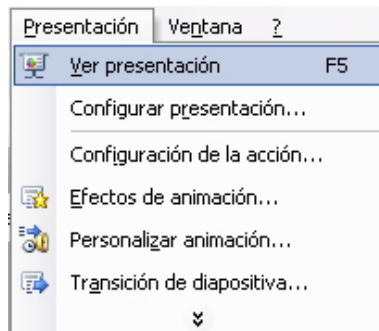 Presentación Ventana ?
Ver presentación F5
Configurar presentación...
Configuración de la acción...
Efectos de animación...
Personalizar animación...
Transición de diapositiva...